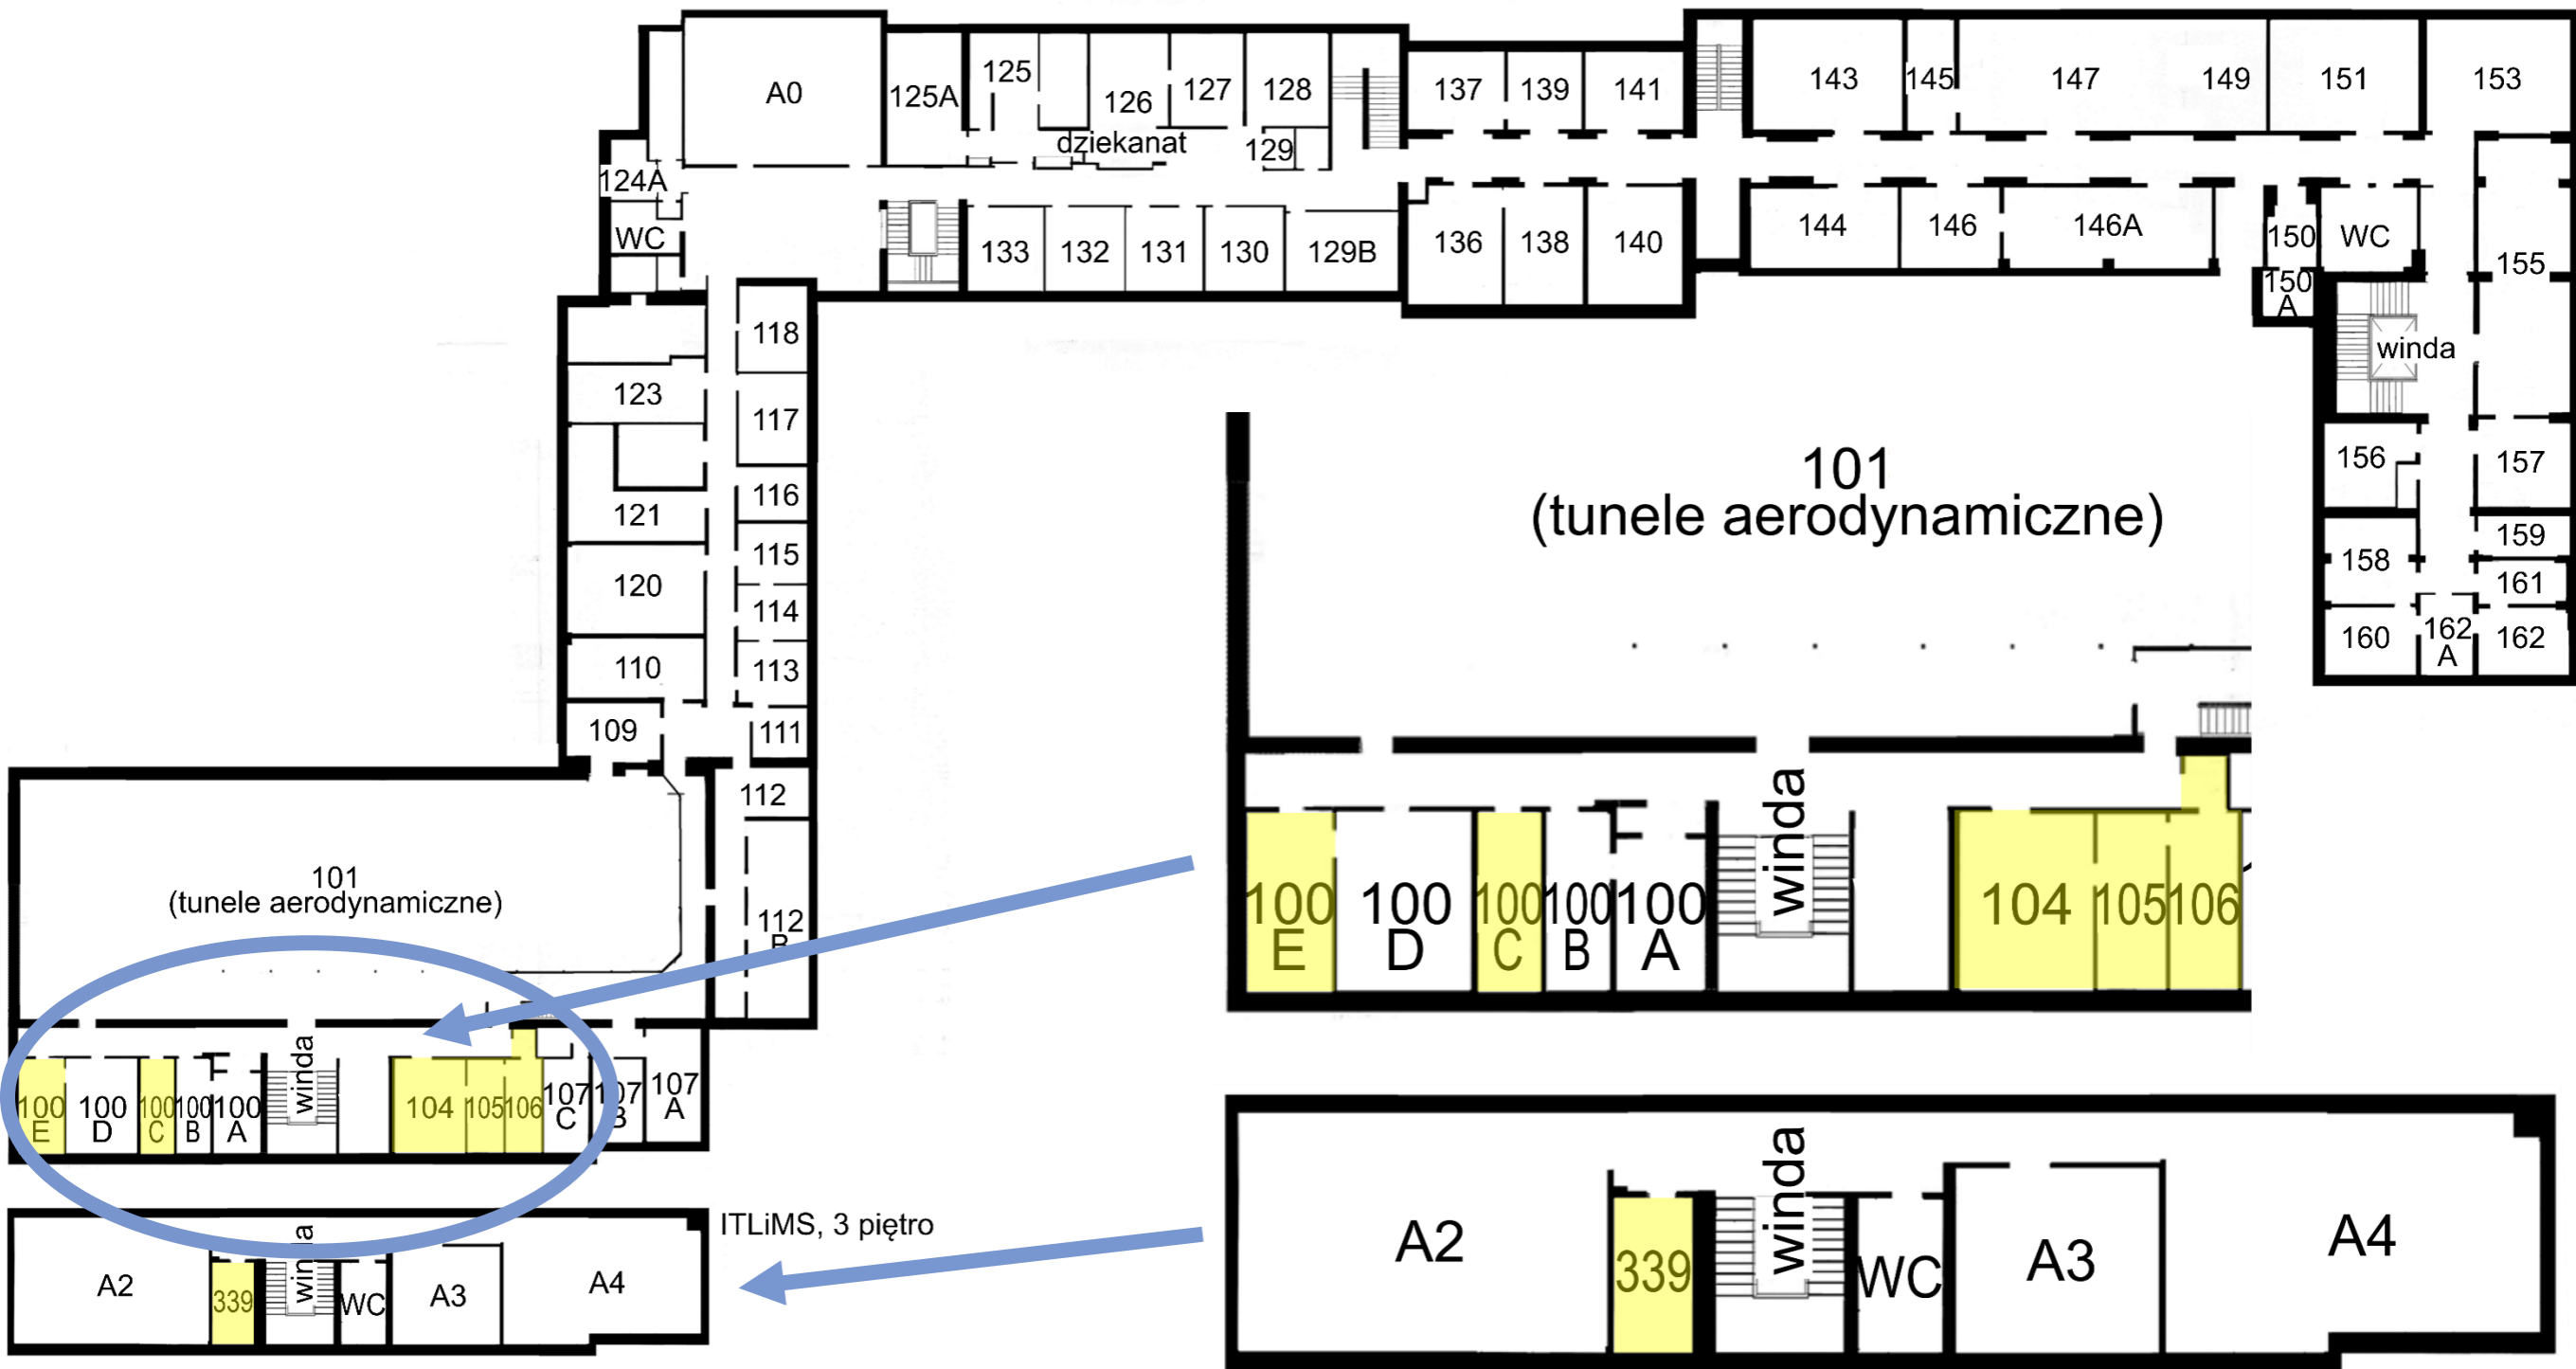 A0
125A
125
126
127
128
dziekanat
129
137
139
141
143
145
147
149
151
153
124A
WC
133
132
131
130
129B
136
138
140
144
146
146A
150
WC
150
A
155
winda
118
123
117
116
121
115
120
114
110
113
109
111
112
112
B
156
157
159
158
161
160
162
A
162
101
(tunele aerodynamiczne)
100
E
100
D
100
C
100
B
100
A
winda
104
105
106
101
(tunele aerodynamiczne)
100
E
100
D
100
C
100
B
100
A
winda
104
105
106
107
C
107
B
107
A
ITLiMS, 3 piętro
A2
339
winda
WC
A3
A4
A2
339
winda
WC
A3
A4